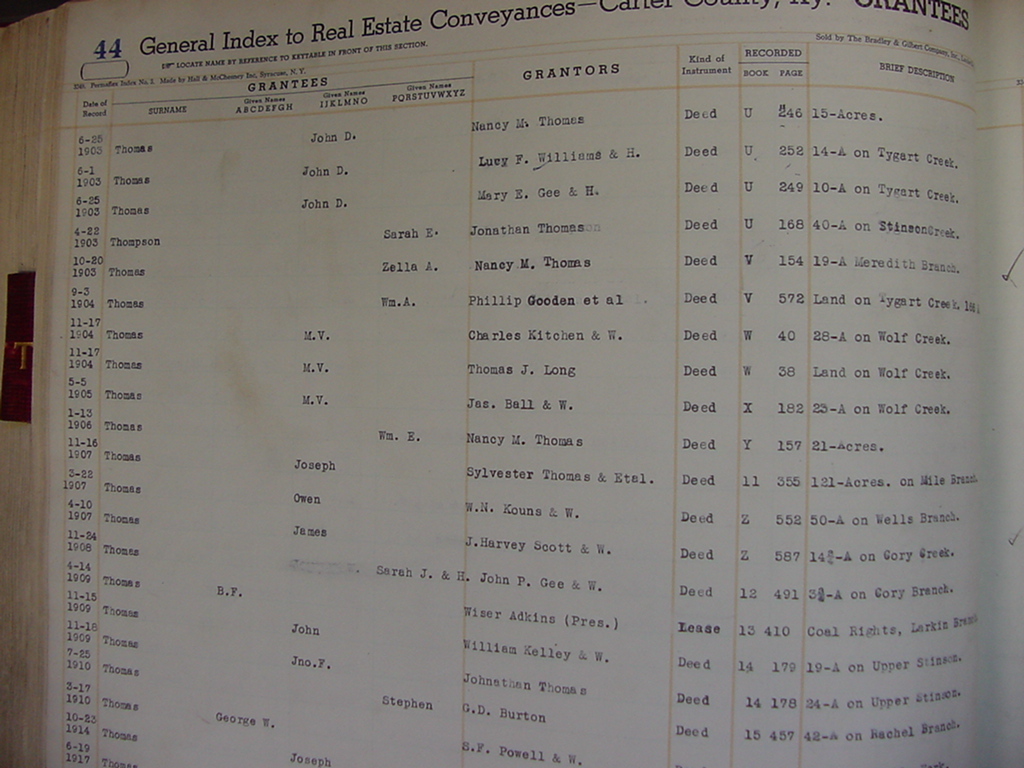 44 General Index to Real Estate Conveyances—Carter County, Ky. GRANTEES
LOCATE NAME BY REFERENCE TO KEYTABLE IN FRONT OF THIS SECTION.
Sold by The Bradley & Gilbert Company, Inc.
Made by Hall & McChesney Inc, Syracuse, N. Y.
GRANTEES GRANTORS Kind of Instrument RECORDED BRIEF DESCRIPTION
Date of Record SURNAME Given Names ABCDEFGH Given Names IJKLMNO Given Names PQRSTUVWXYZ BOOK PAGE
6-25
1903 Thomas John D. Nancy M. Thomas Deed U 246 15-Acres.
6-1
1903 Thomas John D. Lucy F. Williams & H. Deed U 252 14-A on Tygart Creek.
6-25
1903 Thomas John D. Mary E. Gee & H. Deed U 249 10-A on Tygart Creek.
4-22
1903 Thompson Sarah E. Jonathan Thomas Deed U 168 40-A on StinsonCreek.
10-20
1903 Thomas Zella A. Nancy M. Thomas Deed V 154 19-A Meredith Branch.
9-3
1904 Thomas Wm.A. Phillip Gooden et al Deed V 572 Land on Tygart Creek.
11-17
1904 Thomas M.V. Charles Kitchen & W. Deed W 40 28-A on Wolf Creek.
11-17
1904 Thomas M.V. Thomas J. Long Deed W 38 Land on Wolf Creek.
5-5
1905 Thomas M.V. Jas. Ball & W. Deed X 182 23-A on Wolf Creek.
1-13
1906 Thomas Wm. E. Nancy M. Thomas Deed Y 157 21-Acres.
11-16
1907 Thomas Joseph Sylvester Thomas & Etal. Deed 11 355 121-Acres. on Mile Branch
3-22
1907 Thomas Owen W.N. Kouns & W. Deed Z 552 50-A on Wells Branch.
4-10
1907 Thomas James J.Harvey Scott & W. Deed Z 587 on Gory Creek.
11-24
1908 Thomas Sarah J. & H. John P. Gee & W. Deed 12 491 on Gory Branch.
4-14
1909 Thomas B.F. Wiser Adkins (Pres.) Lease 13 410 Coal Rights, Larkin Branch
11-15
1909 Thomas John William Kelley & W. Deed 14 179 19-A on Upper Stinson.
11-18
1909 Thomas Jno.F. Johnathan Thomas Deed 14 178 24-A on Upper Stinson.
7-25
1910 Thomas Stephen G.D. Burton Deed 15 457 42-A on Rachel Branch.
3-17
1910 Thomas George W. S.F. Powell & W.
10-23
1914 Thomas Joseph
6-19
1917 Thomas
T